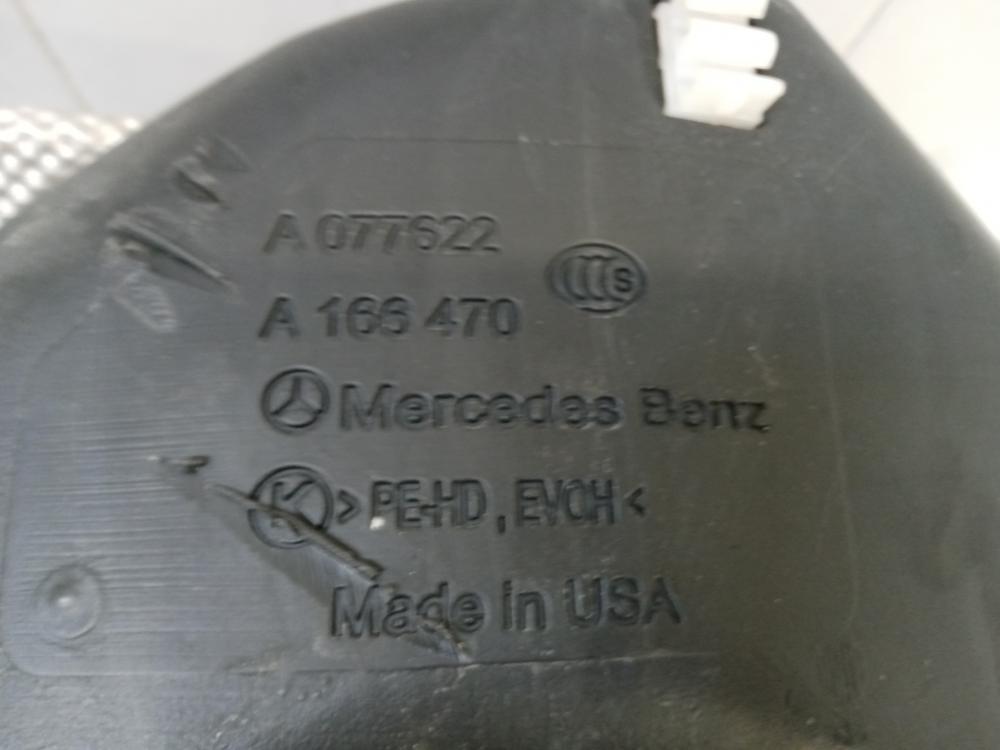 A 077622
S
A 166 470
Mercedes Benz
K >PE-HD, EVOH<
Made in USA